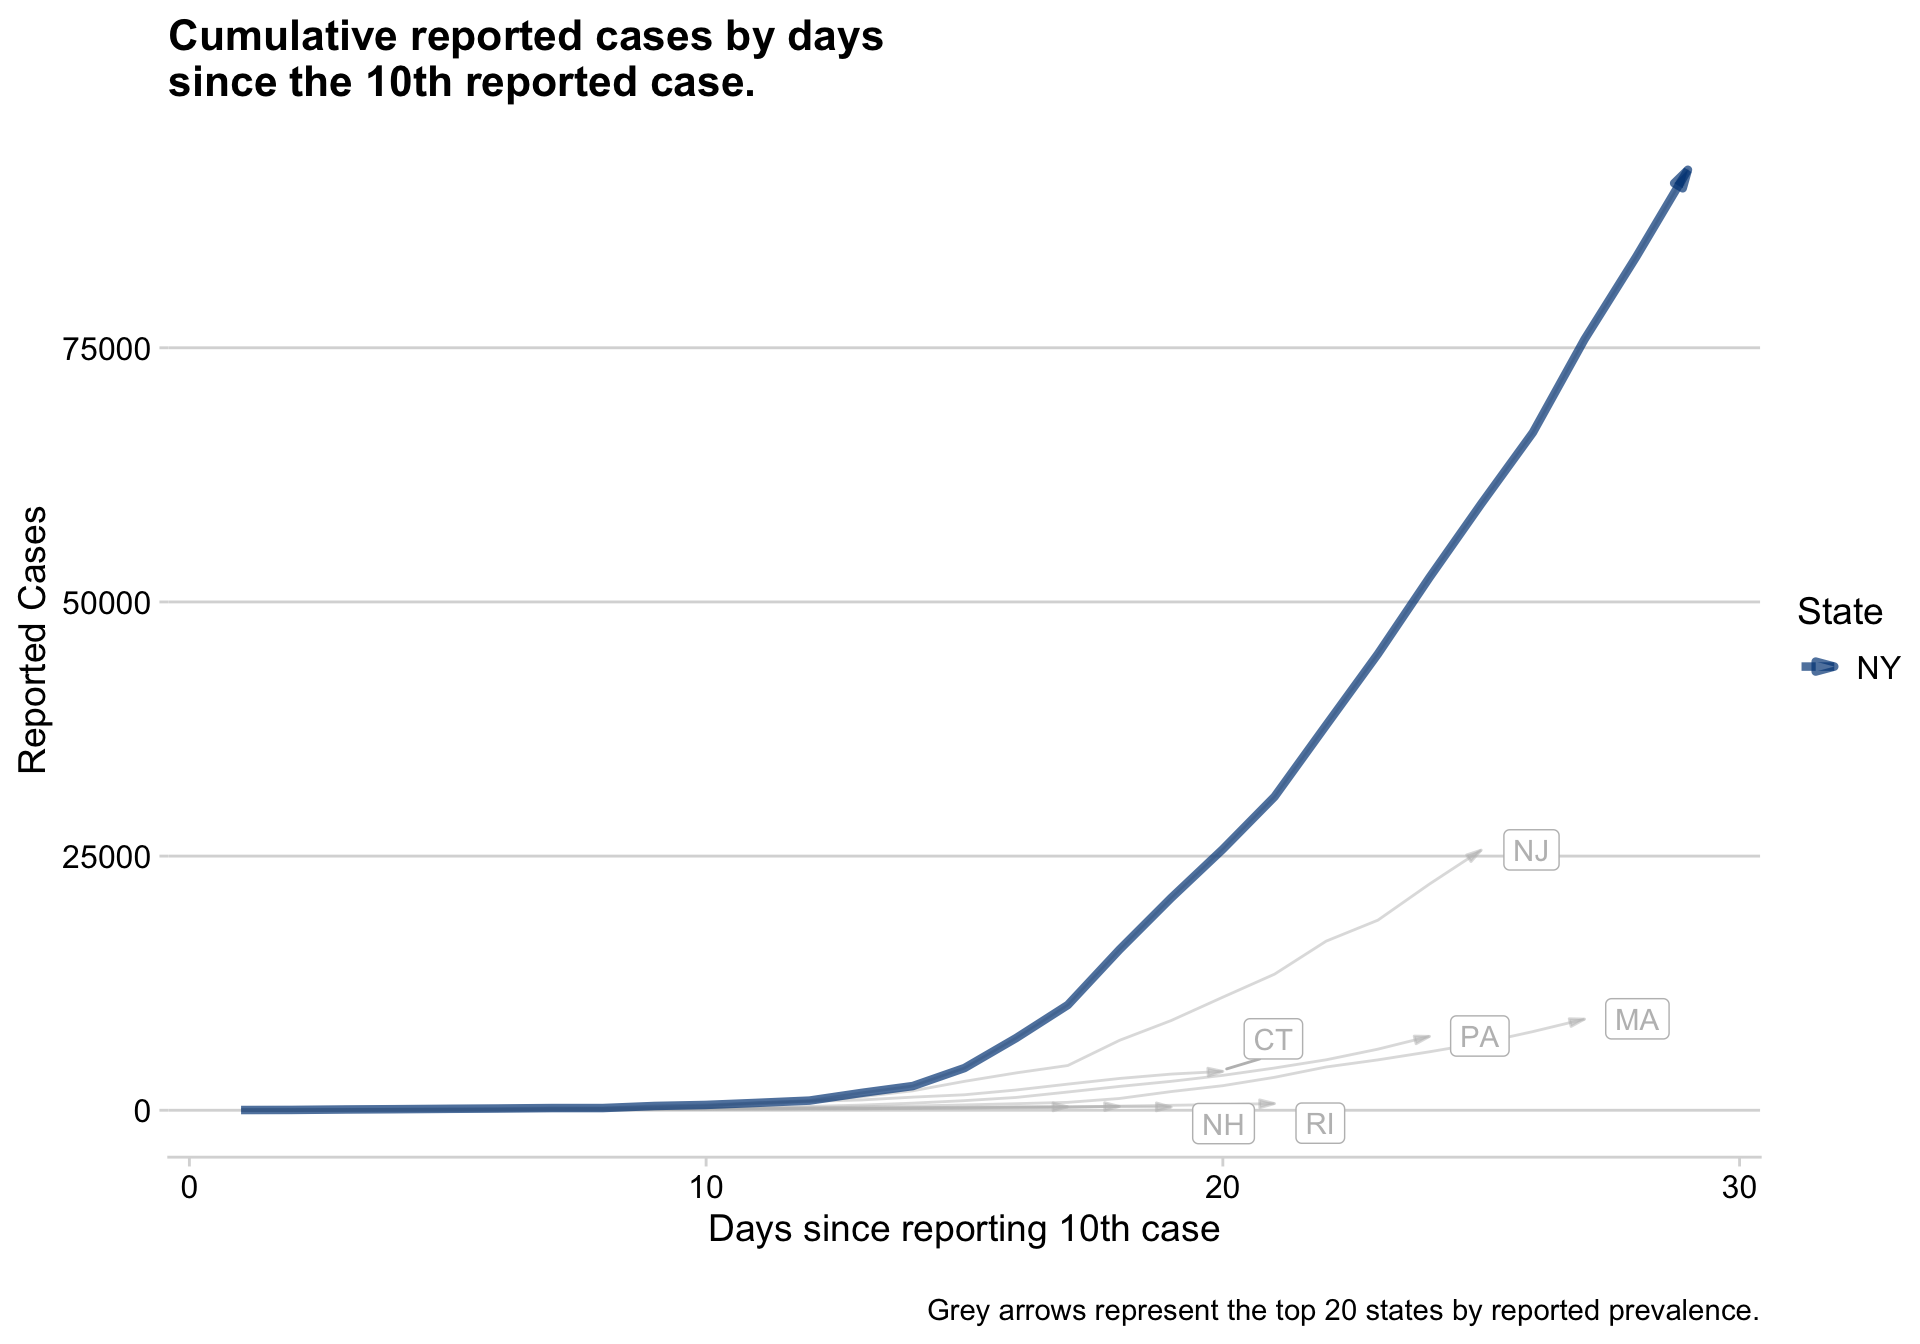 Cumulative reported cases by days
since the 10th reported case.
Reported Cases
75000
50000
25000
0
NJ
MA
PA
CT
NH
RI
State
NY
0
10
20
30
Days since reporting 10th case
Grey arrows represent the top 20 states by reported prevalence.